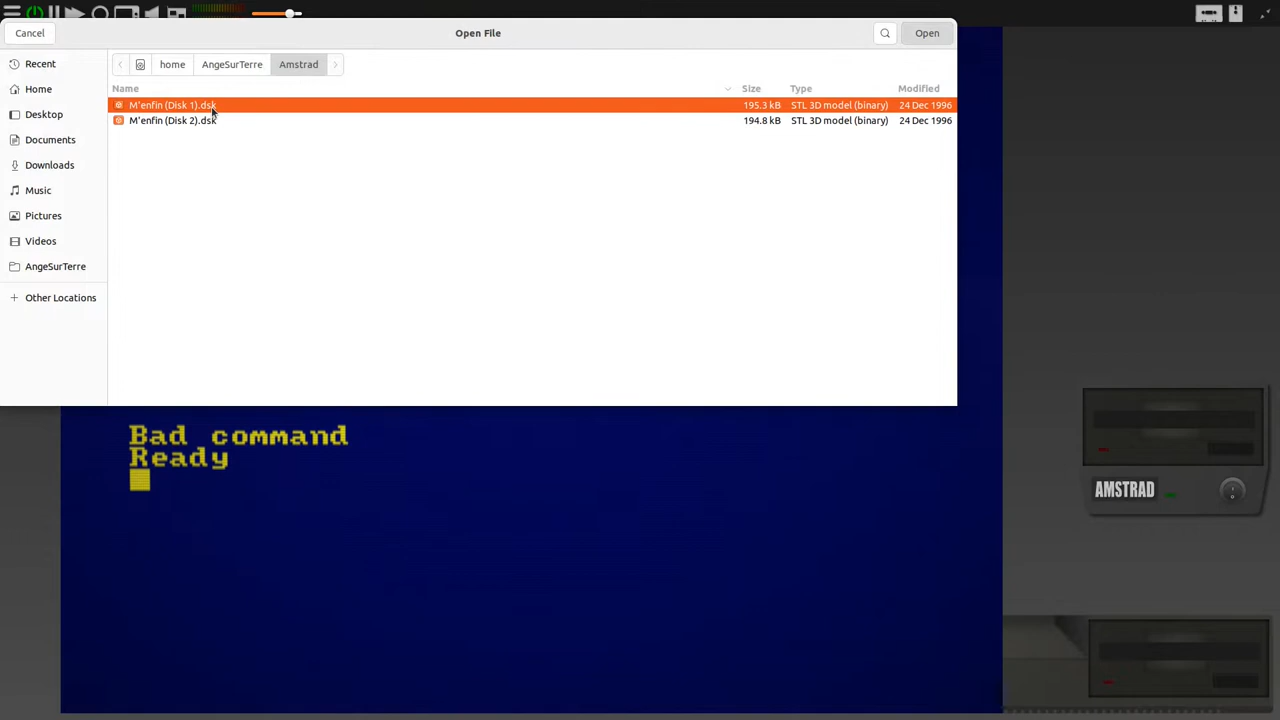 Cancel
Open File
Open
Recent
home
AngeSurTerre
Amstrad
Home
Name
Size
Type
Modified
Desktop
M'enfin (Disk 1).dsk
195.3 kB
STL 3D model (binary)
24 Dec 1996
M'enfin (Disk 2).dsk
194.8 kB
STL 3D model (binary)
24 Dec 1996
Documents
Downloads
Music
Pictures
Videos
AngeSurTerre
Other Locations
Bad command
Ready
AMSTRAD